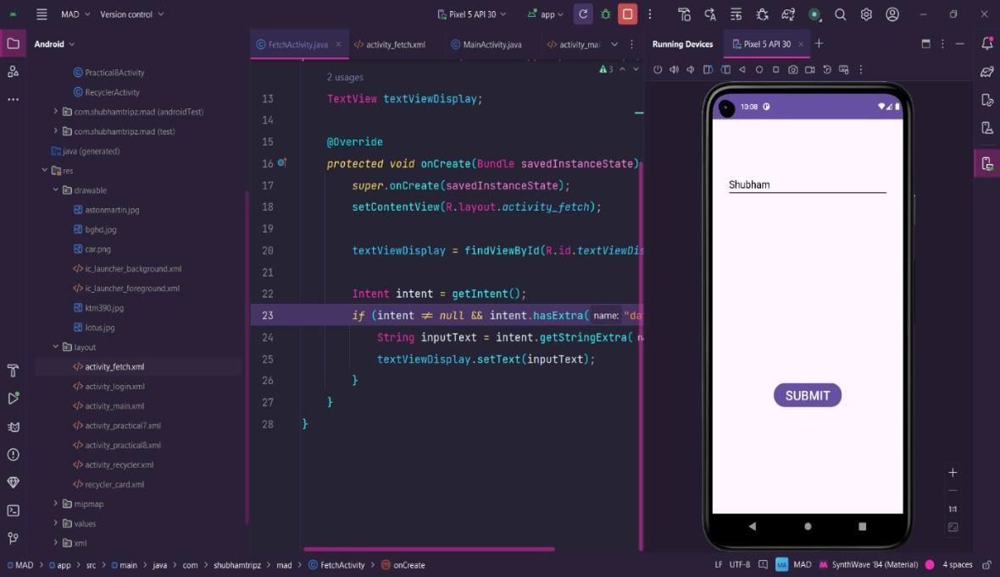 MAD
Version control
Pixel 5 API 30
app
Android
FetchActivity.java
activity_fetch.xml
MainActivity.java
activity_mai
Running Devices
Pixel 5 API 30
Practical8Activity
RecyclerActivity
com.shubhamtripz.mad (androidTest)
com.shubhamtripz.mad (test)
java (generated)
res
drawable
astonmartin.jpg
bghd.jpg
car.png
ic_launcher_background.xml
ic_launcher_foreground.xml
ktm390.jpg
lotus.jpg
layout
activity_fetch.xml
activity_login.xml
activity_main.xml
activity_practical7.xml
activity_practical8.xml
activity_recycler.xml
recycler_card.xml
mipmap
values
xml
3
2 usages
13 TextView textViewDisplay;
14
15 @Override
16 protected void onCreate(Bundle savedInstanceState)
17 super.onCreate(savedInstanceState);
18 setContentView(R.layout.activity_fetch);
19
20 textViewDisplay = findViewById(R.id.textViewDis
21
22 Intent intent = getIntent();
23 if (intent ≠ null && intent.hasExtra( name: "da
24 String inputText = intent.getStringExtra(
25 textViewDisplay.setText(inputText);
26 }
27 }
28 }
10:08
Shubham
SUBMIT
1:1
MAD > app > src > main > java > com > shubhamtripz > mad > FetchActivity > onCreate
LF UTF-8 MA MAD SynthWave '84 (Material) 4 spaces